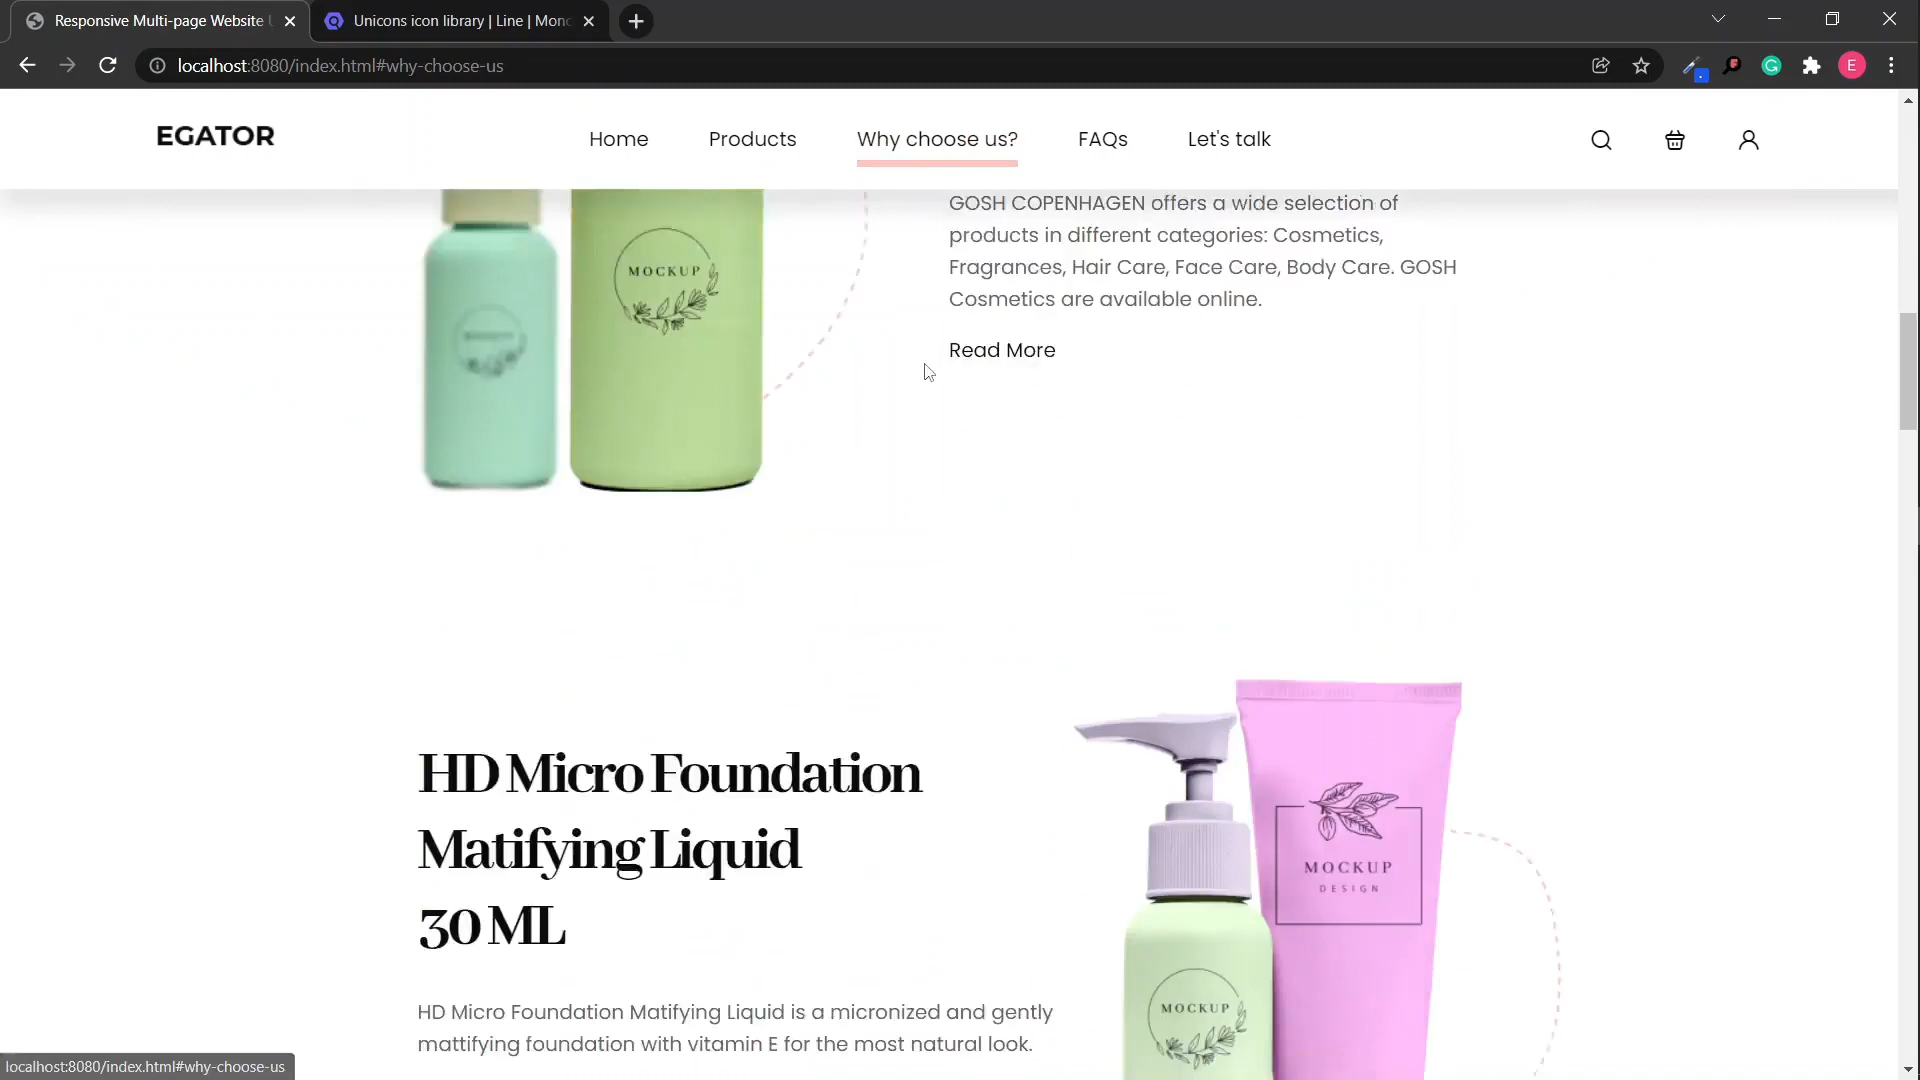 Responsive Multi-page Website
Unicons icon library | Line | Mono
localhost:8080/index.html#why-choose-us
E
EGATOR
Home
Products
Why choose us?
FAQs
Let's talk
GOSH COPENHAGEN offers a wide selection of
products in different categories: Cosmetics,
Fragrances, Hair Care, Face Care, Body Care. GOSH
Cosmetics are available online.
Read More
MOCKUP
HD Micro Foundation
Matifying Liquid
30 ML
HD Micro Foundation Matifying Liquid is a micronized and gently
mattifying foundation with vitamin E for the most natural look.
MOCKUP
DESIGN
MOCKUP
localhost:8080/index.html#why-choose-us